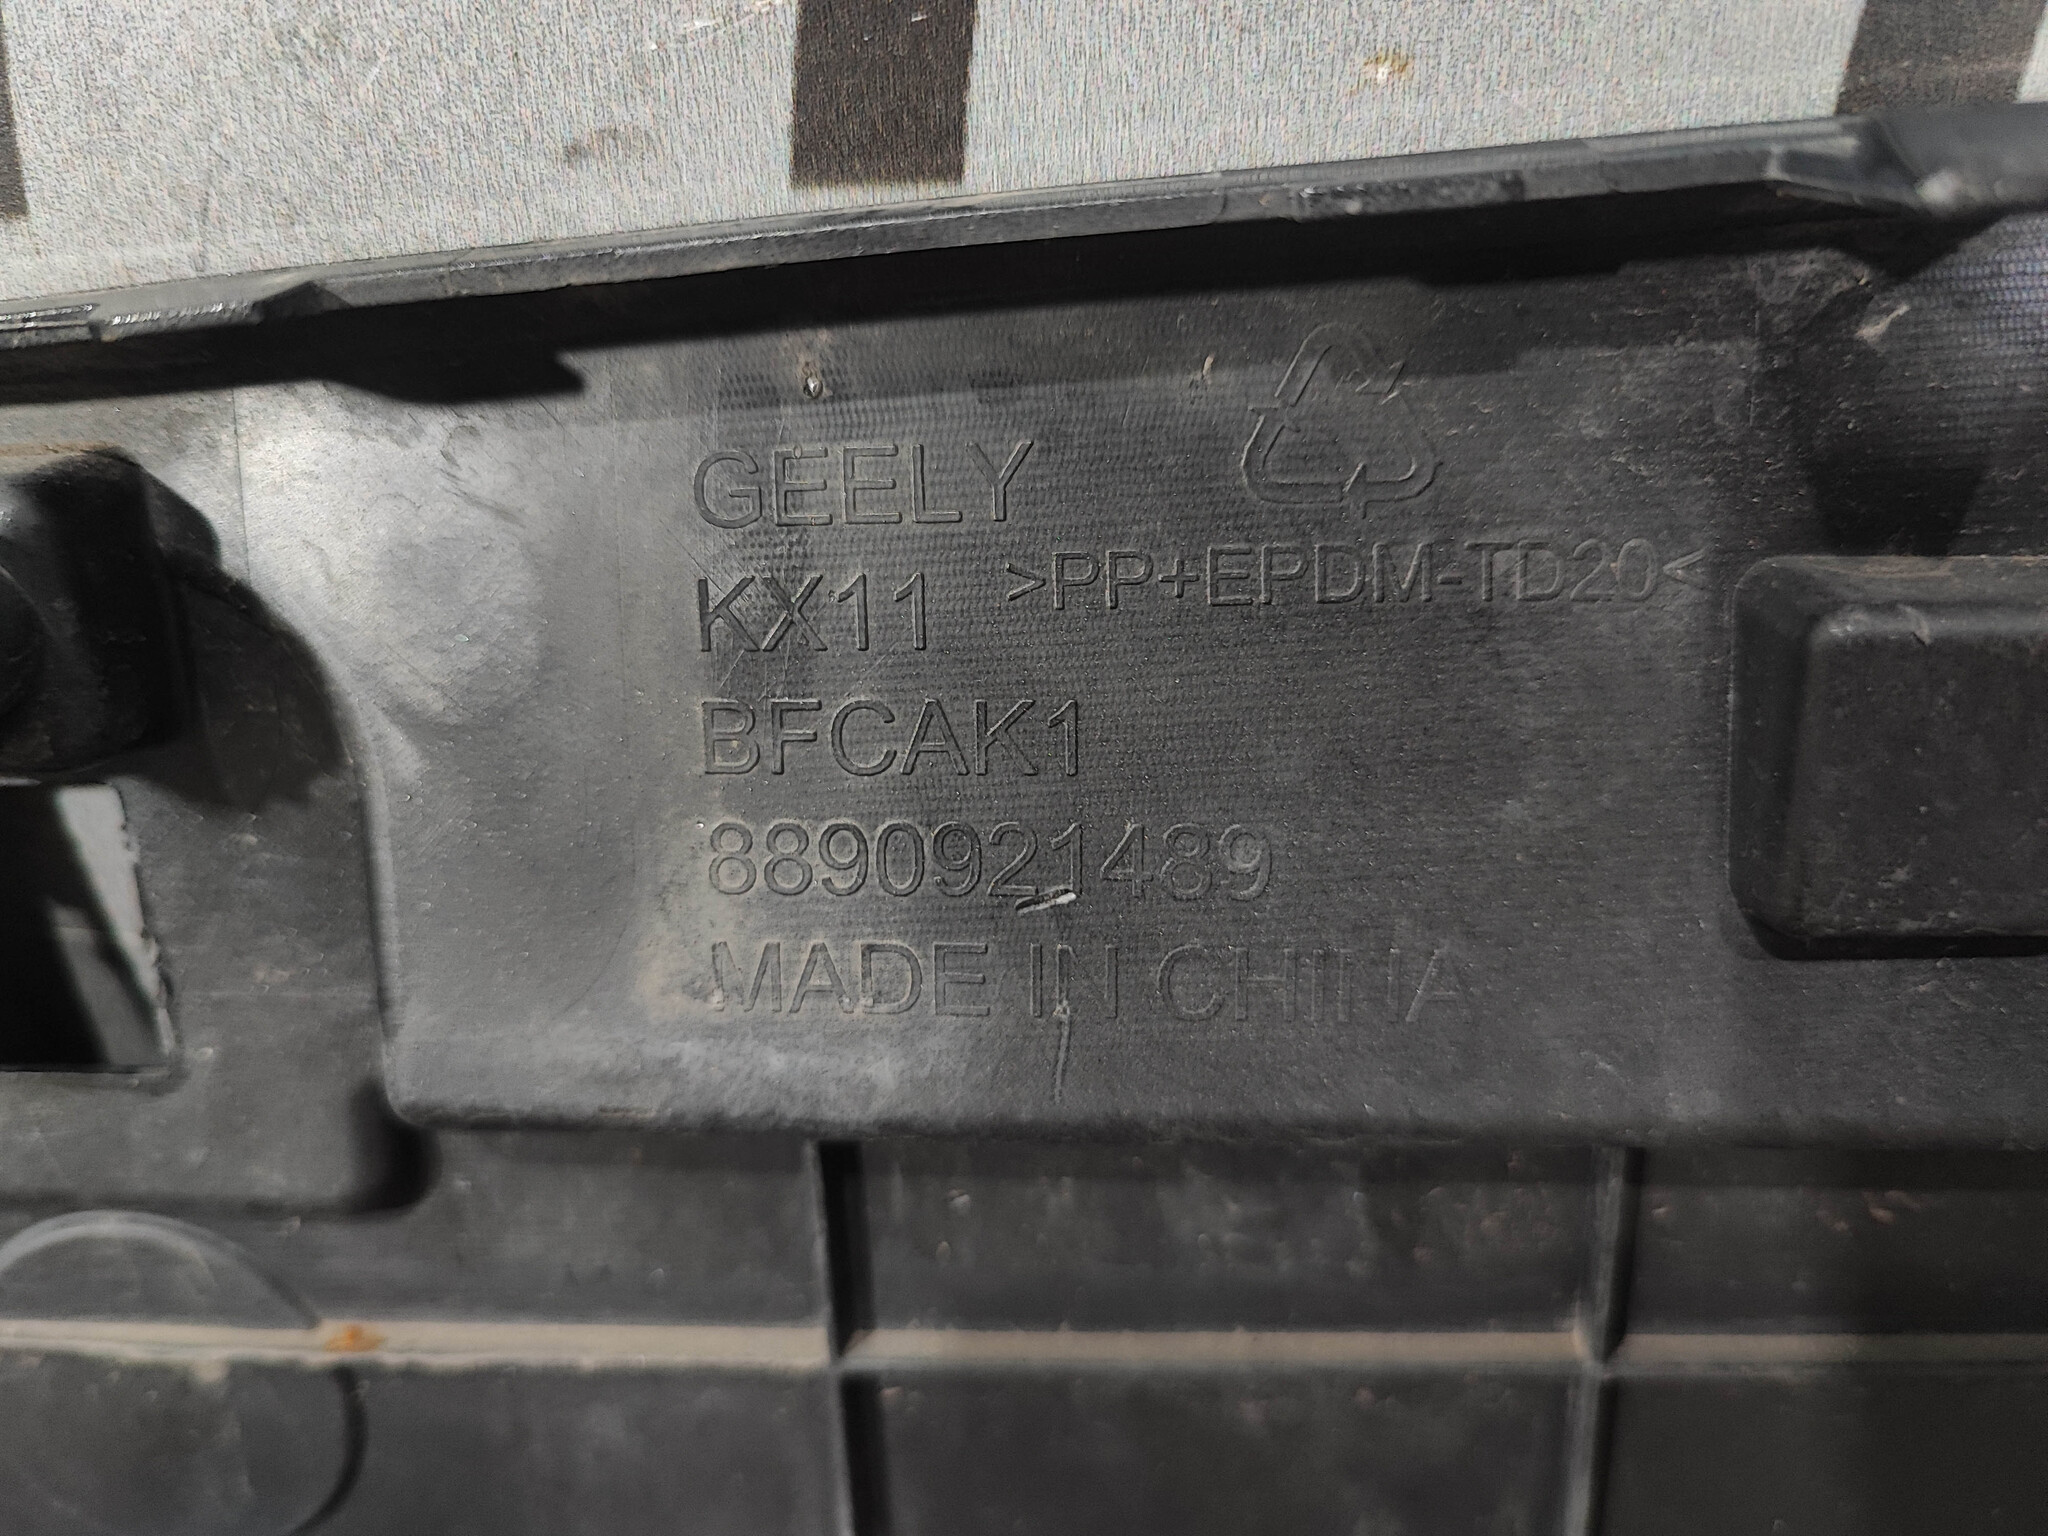 GEELY
KX11
>PP+EPDM-TD20<
BFCAK1
8890921489
MADE IN CHINA